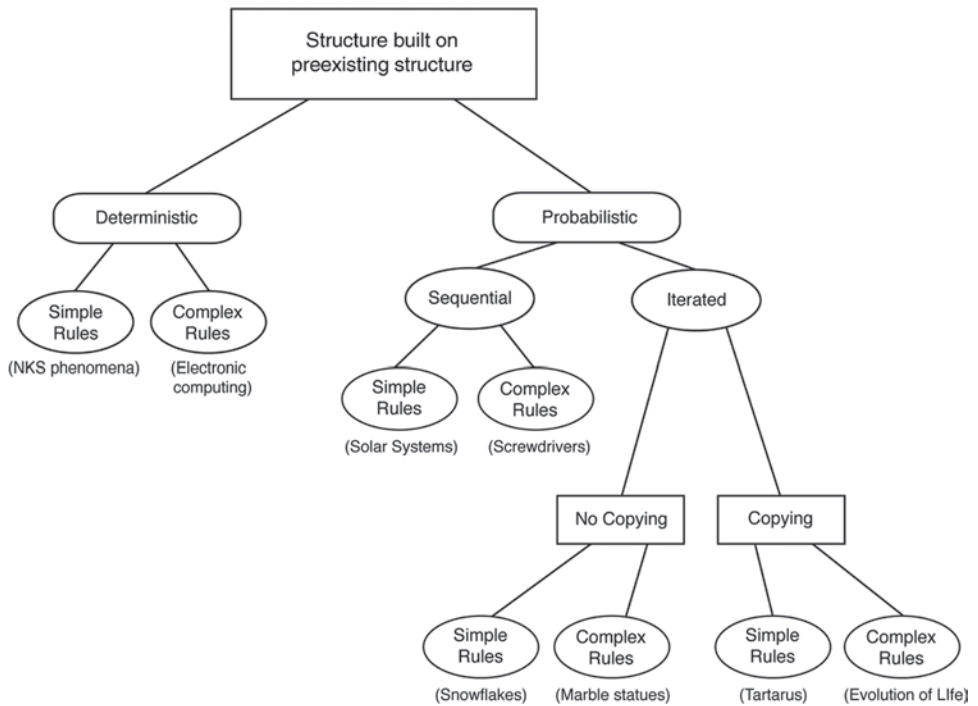 Structure built on
preexisting structure
Deterministic
Probabilistic
Sequential
Iterated
Simple
Rules
Complex
Rules
(NKS phenomena)
(Electronic
computing)
Simple
Rules
Complex
Rules
(Solar Systems)
(Screwdrivers)
No Copying
Copying
Simple
Rules
Complex
Rules
Simple
Rules
Complex
Rules
(Snowflakes)
(Marble statues)
(Tartarus)
(Evolution of LIfe)